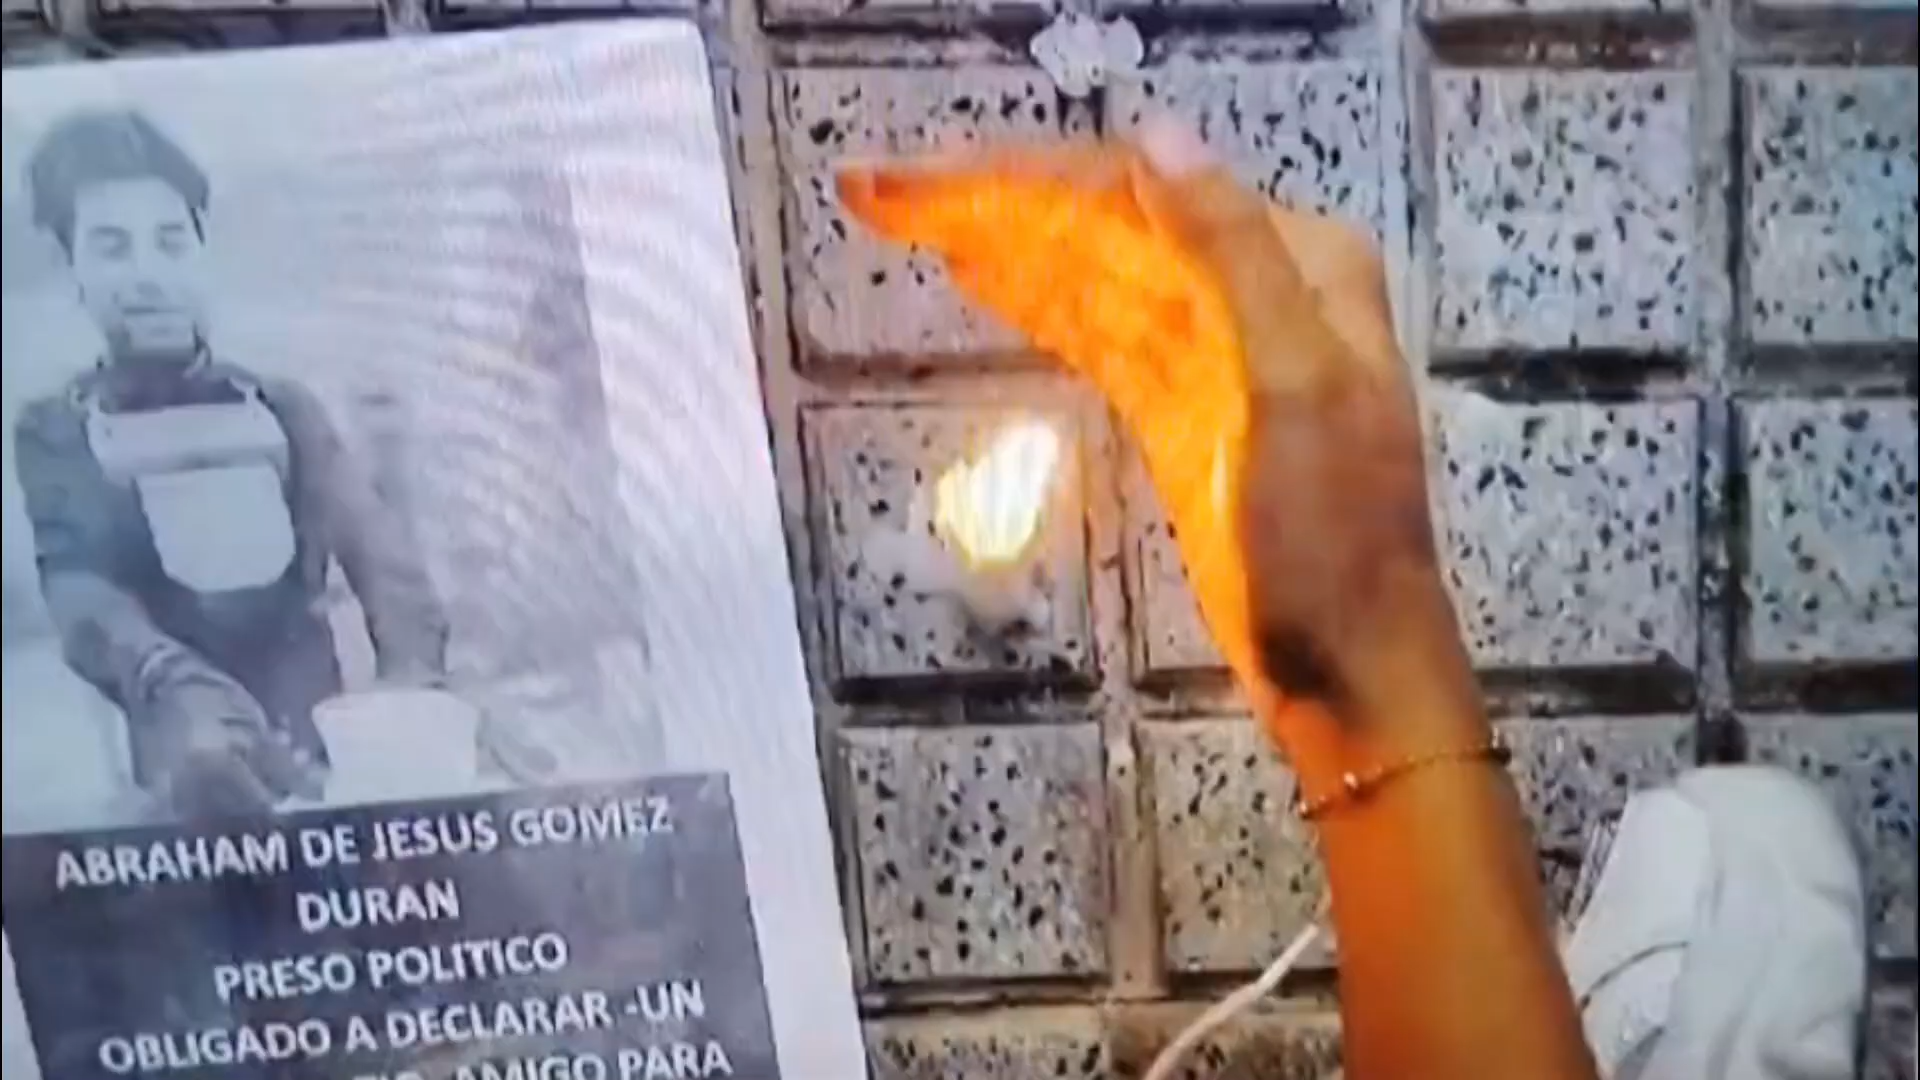 ABRAHAM DE JESUS GOMEZ
DURAN
PRESO POLITICO
OBLIGADO A DECLARAR -UN
AMIGO PARA